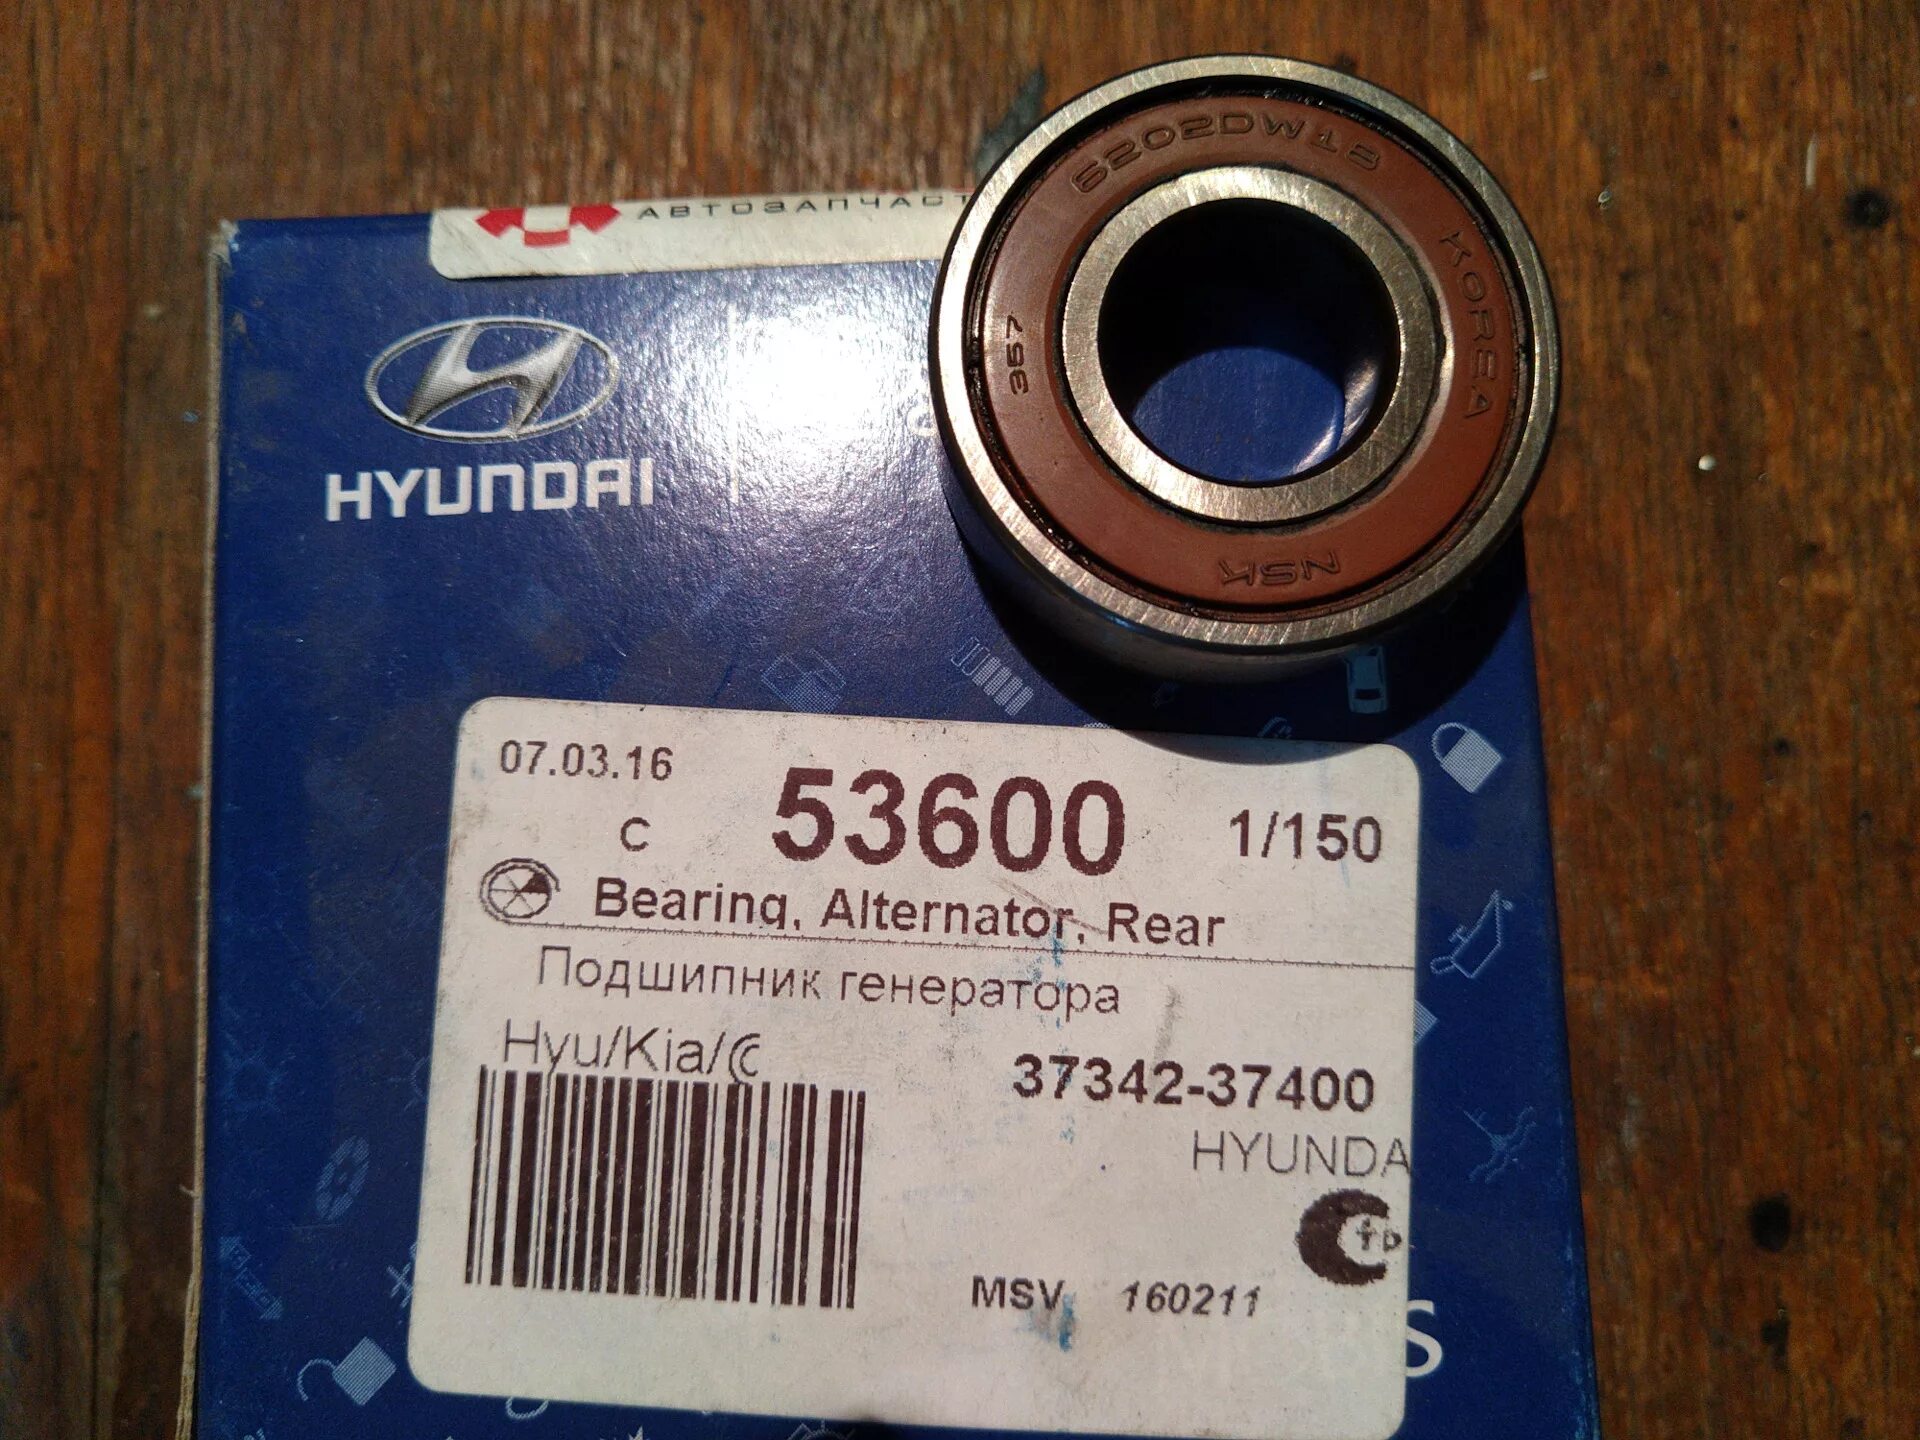 АВТОЗАПЧАСТ
HYUNDAI
6202DW18
KOREA
357
NSK
07.03.16
C
53600
1/150
Bearing, Alternator, Rear
Подшипник генератора
Hyu/Kia/
37342-37400
HYUNDA
MSV 160211
S